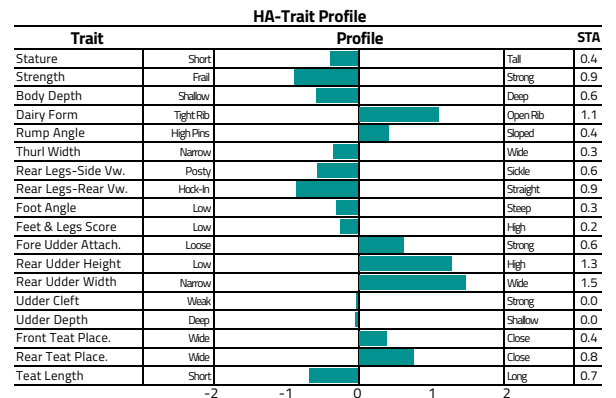 HA-Trait Profile
Trait Profile STA
Stature Short Tall 0.4
Strength Frail Strong 0.9
Body Depth Shallow Deep 0.6
Dairy Form Tight Rib Open Rib 1.1
Rump Angle High Pins Sloped 0.4
Thurl Width Narrow Wide 0.3
Rear Legs-Side Vw. Posty Sickle 0.6
Rear Legs-Rear Vw. Hock-In Straight 0.9
Foot Angle Low Steep 0.3
Feet & Legs Score Low High 0.2
Fore Udder Attach. Loose Strong 0.6
Rear Udder Height Low High 1.3
Rear Udder Width Narrow Wide 1.5
Udder Cleft Weak Strong 0.0
Udder Depth Deep Shallow 0.0
Front Teat Place. Wide Close 0.4
Rear Teat Place. Wide Close 0.8
Teat Length Short Long 0.7
-2 -1 0 1 2